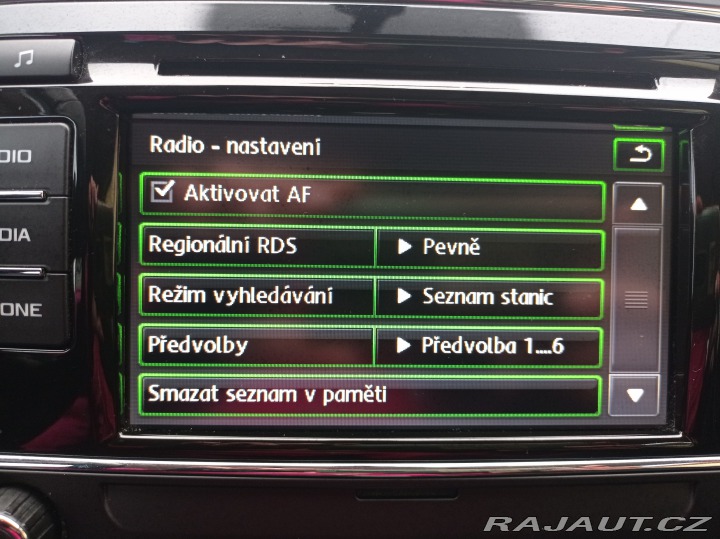 DIO
DIA
ONE
Radio - nastavení
Aktivovat AF
Regionální RDS
Pevně
Režim vyhledávání
Seznam stanic
Předvolby
Předvolba 1....6
Smazat seznam v paměti
RAJAUT.CZ